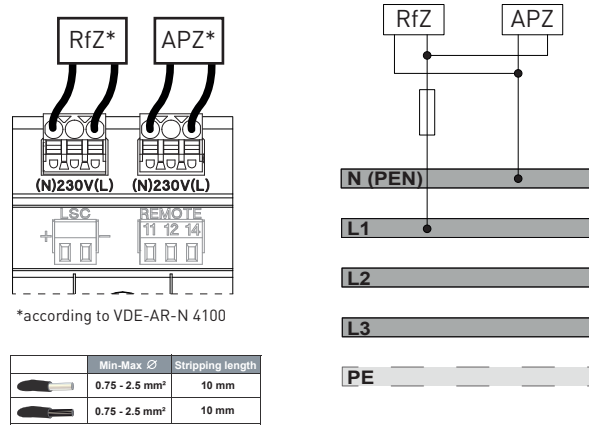 RfZ* APZ*
(N)230V(L) (N)230V(L)
LSC REMOTE
+ − 11 12 14
*according to VDE-AR-N 4100
Min-Max Ø Stripping length
0.75 - 2.5 mm² 10 mm
0.75 - 2.5 mm² 10 mm
RfZ APZ
N (PEN)
L1
L2
L3
PE